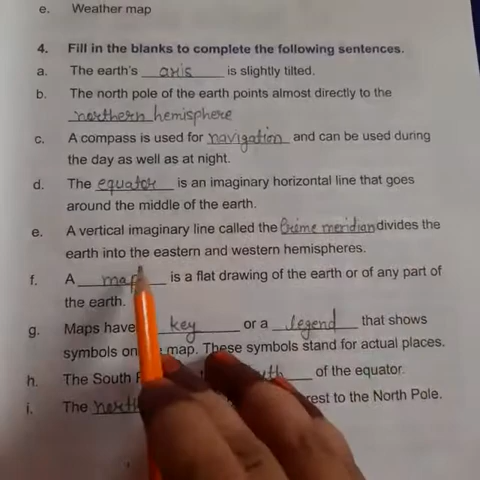 e. Weather map
4. Fill in the blanks to complete the following sentences.
a. The earth's axis is slightly tilted.
b. The north pole of the earth points almost directly to the
northern hemisphere
c. A compass is used for navigation and can be used during
the day as well as at night.
d. The equator is an imaginary horizontal line that goes
around the middle of the earth.
e. A vertical imaginary line called the Prime meridian divides the
earth into the eastern and western hemispheres.
f. A map is a flat drawing of the earth or of any part of
the earth.
g. Maps have key or a legend that shows
symbols on map. These symbols stand for actual places.
h. The South of the equator.
i. The to the North Pole.